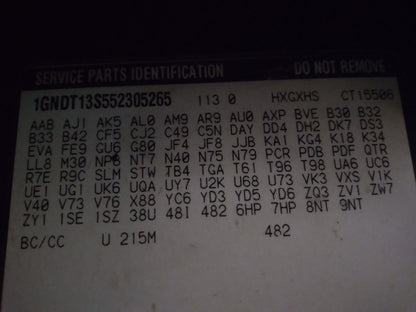 SERVICE PARTS IDENTIFICATION DO NOT REMOVE
1GNDT13S552305265 113 0 HXGXHS CT15506
AA8 AJ1 AK5 AL0 AM9 AR9 AU0 AXP BVE B30 B32
B33 B42 CF5 CJ2 C49 C5N DAY DD4 DH2 DK7 DS3
EVA FE9 GU6 G80 JF4 JF8 JJB KA1 KG4 K18 K34
LL8 M30 NP8 NT7 N40 N75 N79 PCR PDB PDF QTR
R7E R9C SLM STW TB4 TGA T61 T96 T98 UA6 UC6
UE1 UG1 UK6 UQA UY7 U2K U68 U73 VK3 VXS V1K
V40 V73 V76 X88 YC6 YD3 YD5 YD6 ZQ3 ZV1 ZW7
ZY1 1SE 1SZ 38U 48I 482 6HP 7HP 8NT 9NT
BC/CC U 215M 482